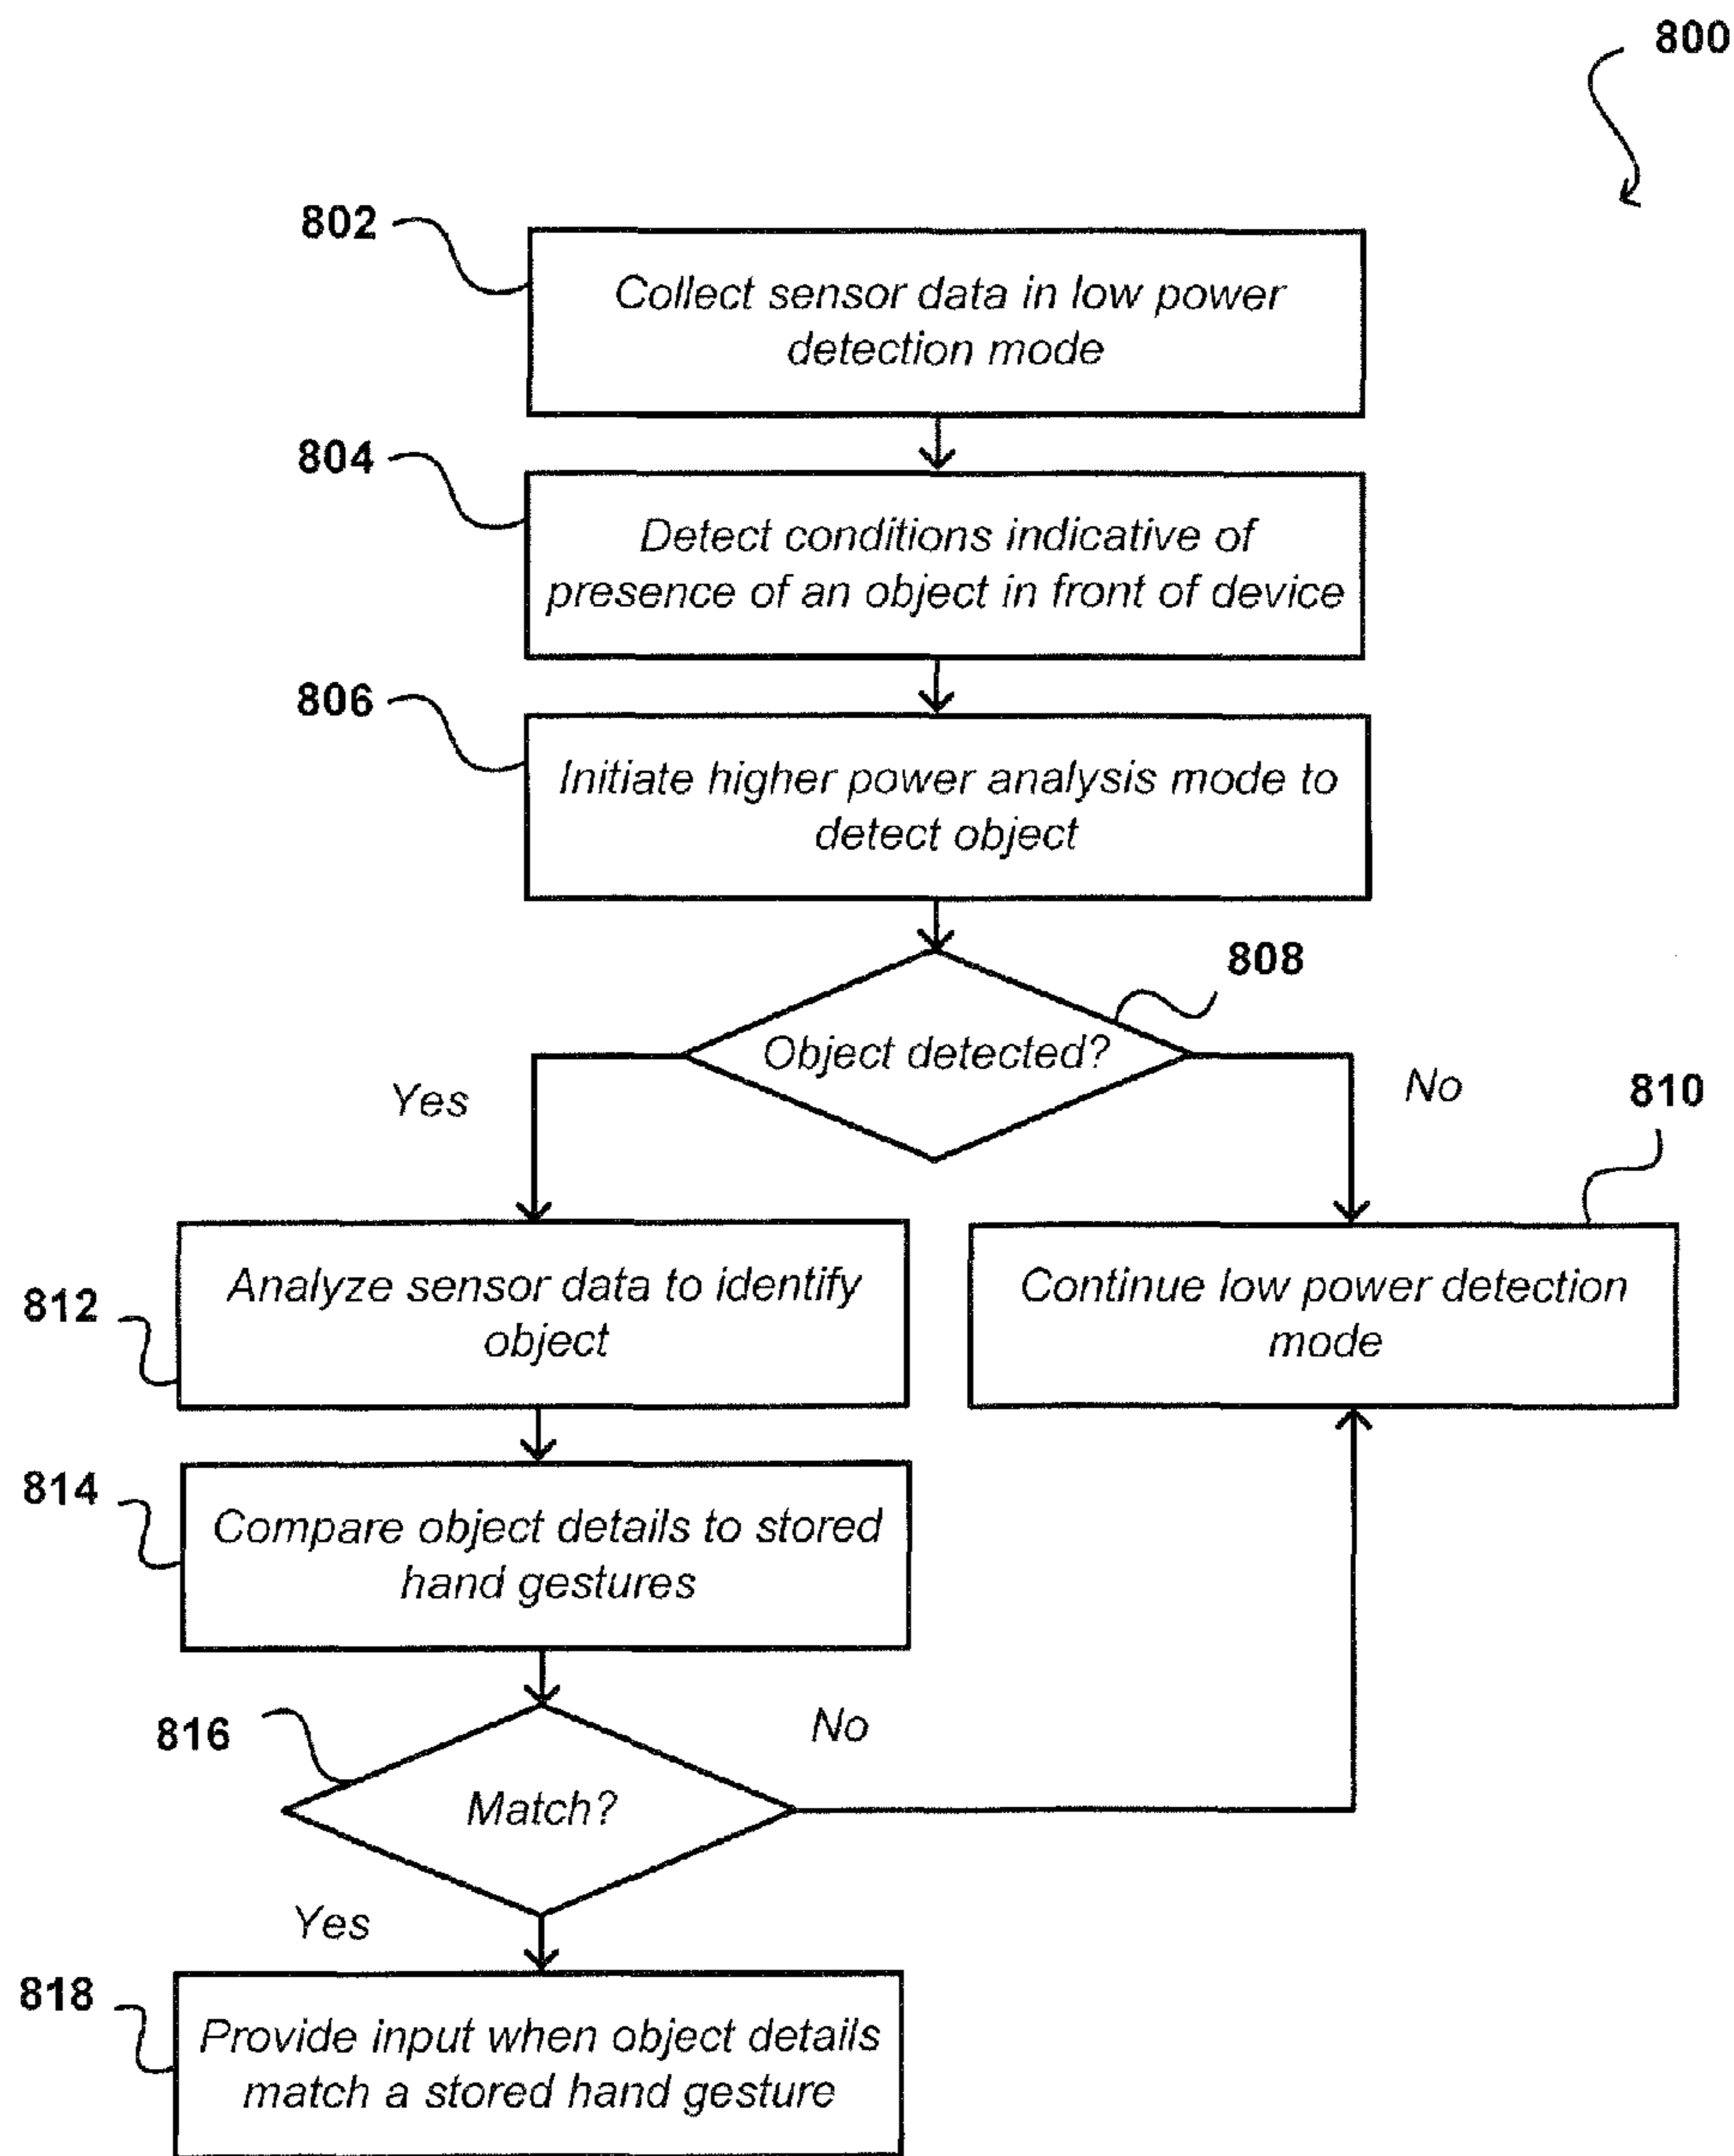 800
802
Collect sensor data in low power
detection mode
804
Detect conditions indicative of
presence of an object in front of device
806
Initiate higher power analysis mode to
detect object
808
Object detected?
Yes
No
810
812
Analyze sensor data to identify
object
Continue low power detection
mode
814
Compare object details to stored
hand gestures
816
No
Match?
Yes
818
Provide input when object details
match a stored hand gesture